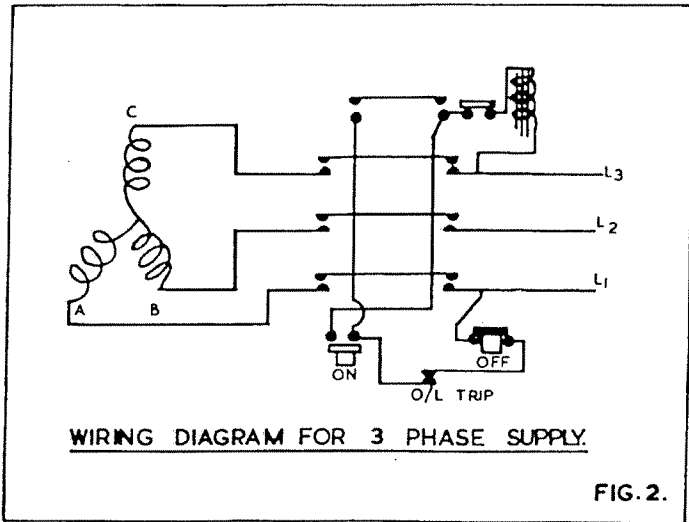 C
L3
L2
L1
A
B
ON
OFF
O/L TRIP
WIRING DIAGRAM FOR 3 PHASE SUPPLY.
FIG. 2.